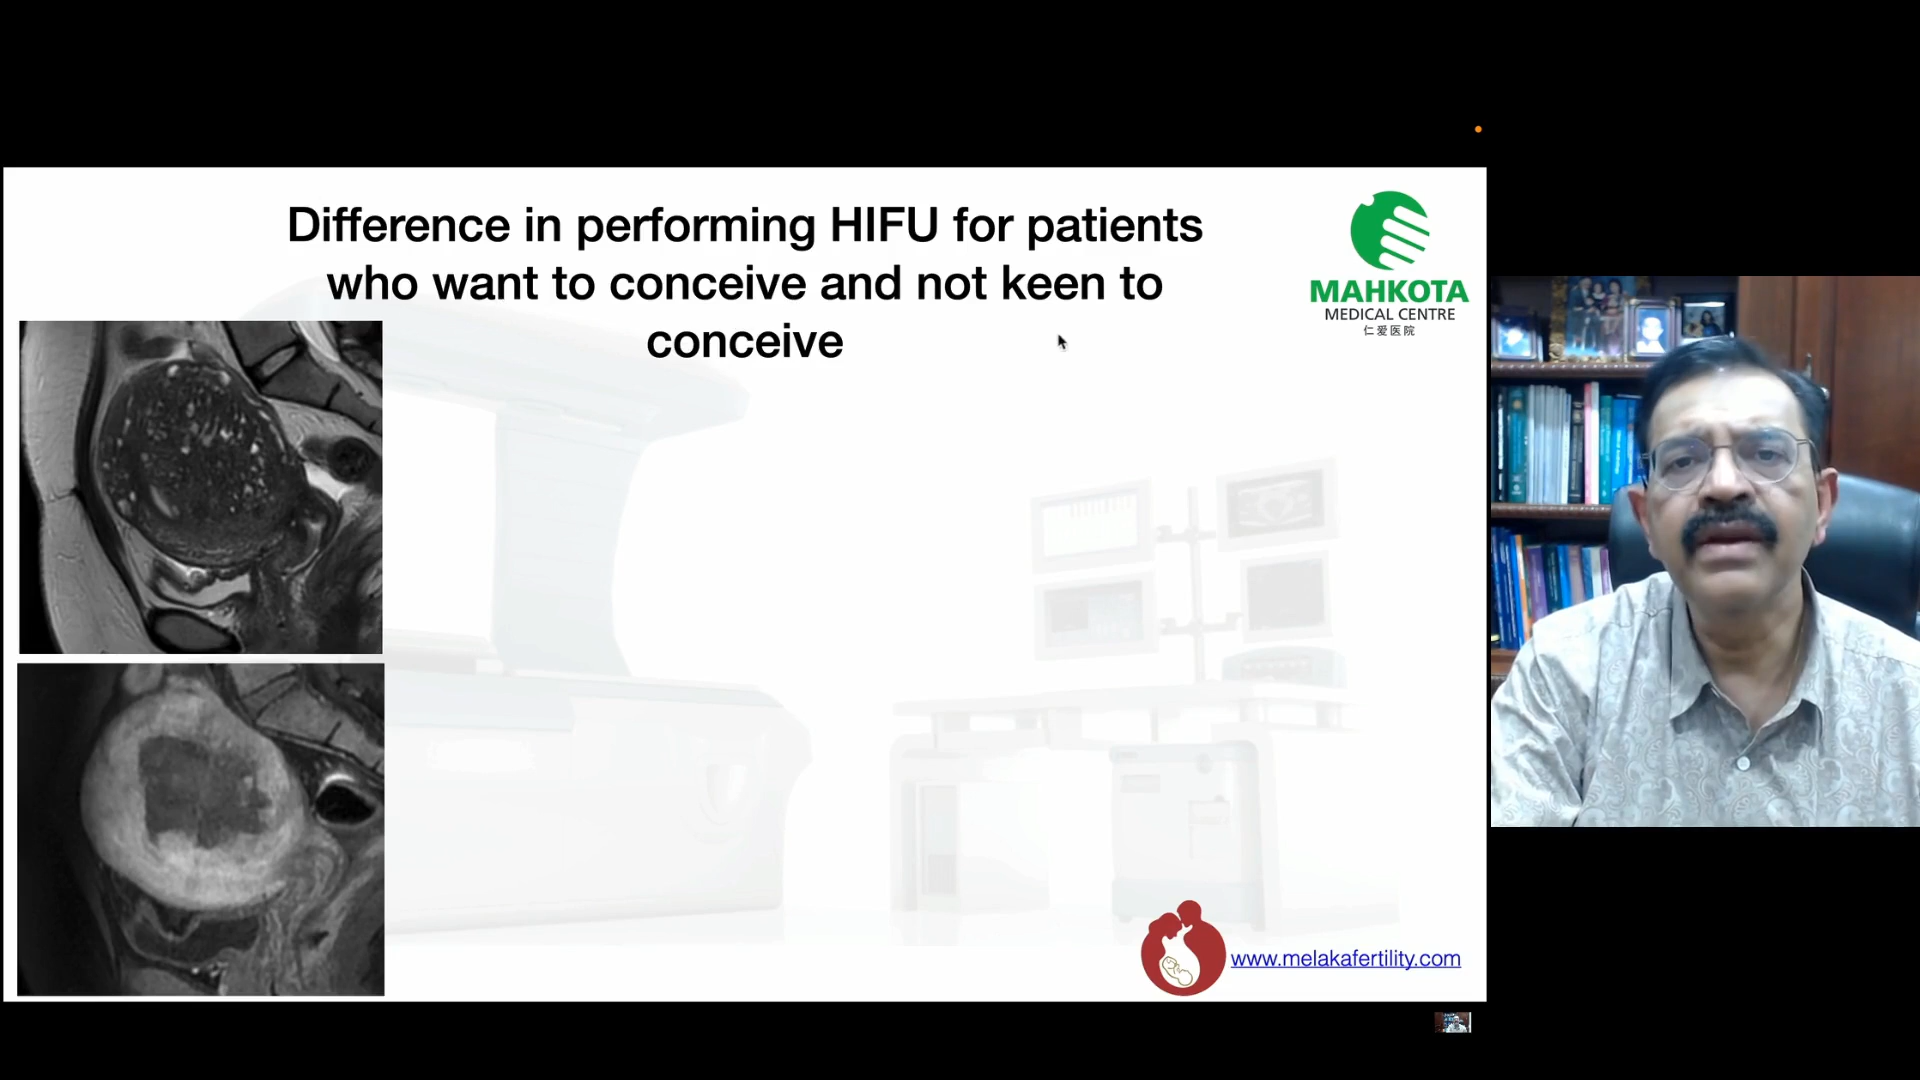 Difference in performing HIFU for patients
who want to conceive and not keen to
conceive
MAHKOTA
MEDICAL CENTRE
仁爱医院
www.melakafertility.com